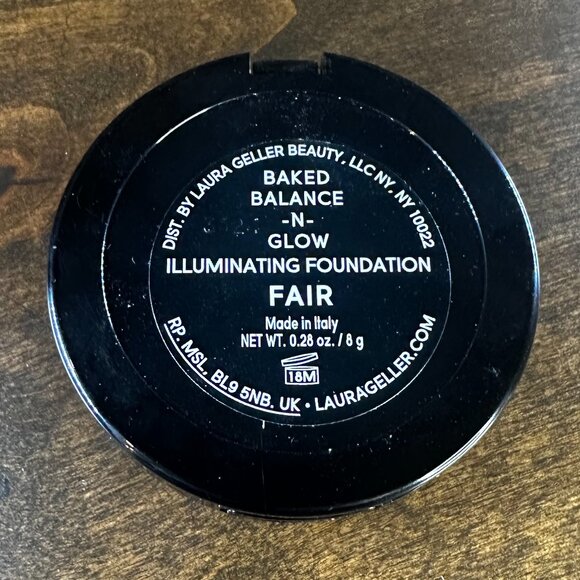 DIST. BY LAURA GELLER BEAUTY, LLC NY, NY 10022
BAKED
BALANCE
-N-
GLOW
ILLUMINATING FOUNDATION
FAIR
Made in Italy
NET WT. 0.28 oz. / 8 g
18M
RP. MSL, BL9 5NB. UK • LAURAGELLER.COM